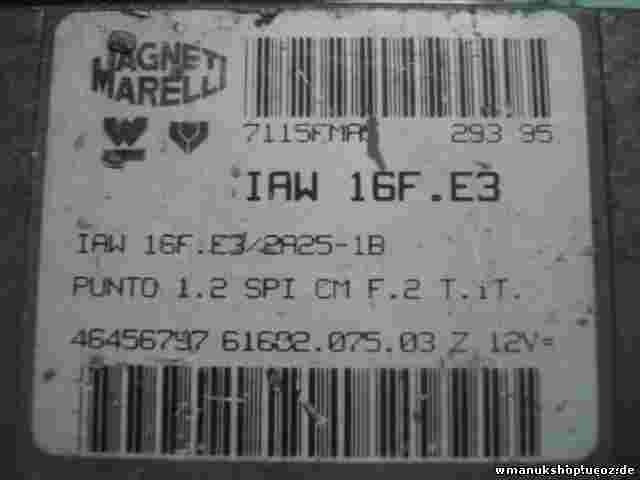 MAGNETI
MARELLI
7115FMA 293 95
IAW 16F.E3
IAW 16F.E3/2A25-1B
PUNTO 1.2 SPI CM F.2 T.iT.
46456797 61602.075.03 Z 12V=
wmanukshop.ucoz.de